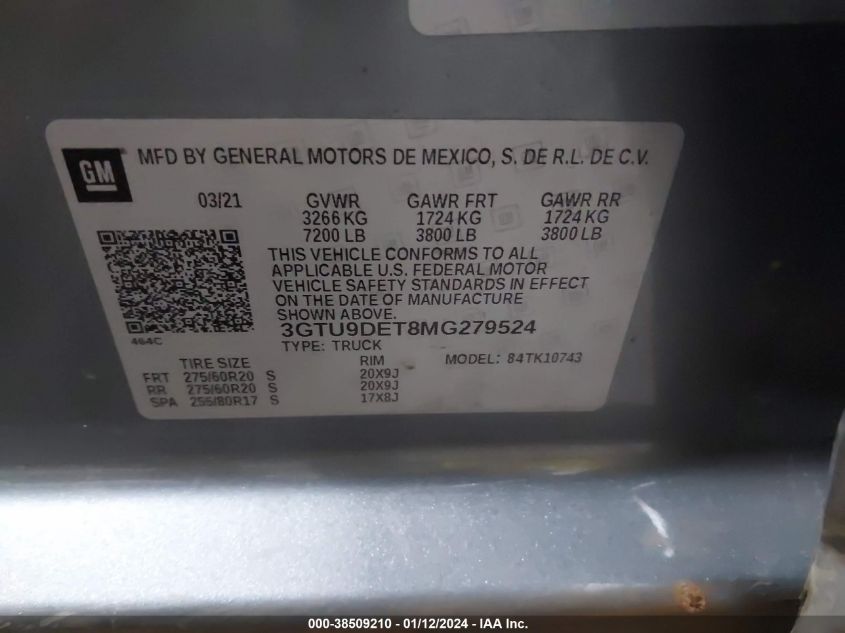 GM
MFD BY GENERAL MOTORS DE MEXICO, S. DE R.L. DE C.V.
03/21 GVWR GAWR FRT GAWR RR
3266 KG 1724 KG 1724 KG
7200 LB 3800 LB 3800 LB
THIS VEHICLE CONFORMS TO ALL
APPLICABLE U.S. FEDERAL MOTOR
VEHICLE SAFETY STANDARDS IN EFFECT
ON THE DATE OF MANUFACTURE
SHOWN ABOVE.
3GTU9DET8MG279524
464C
TYPE: TRUCK MODEL: 84TK10743
TIRE SIZE RIM
FRT 275/60R20 S 20X9J
RR 275/60R20 S 20X9J
SPA 255/80R17 S 17X8J
000-38509210 - 01/12/2024 - IAA Inc.